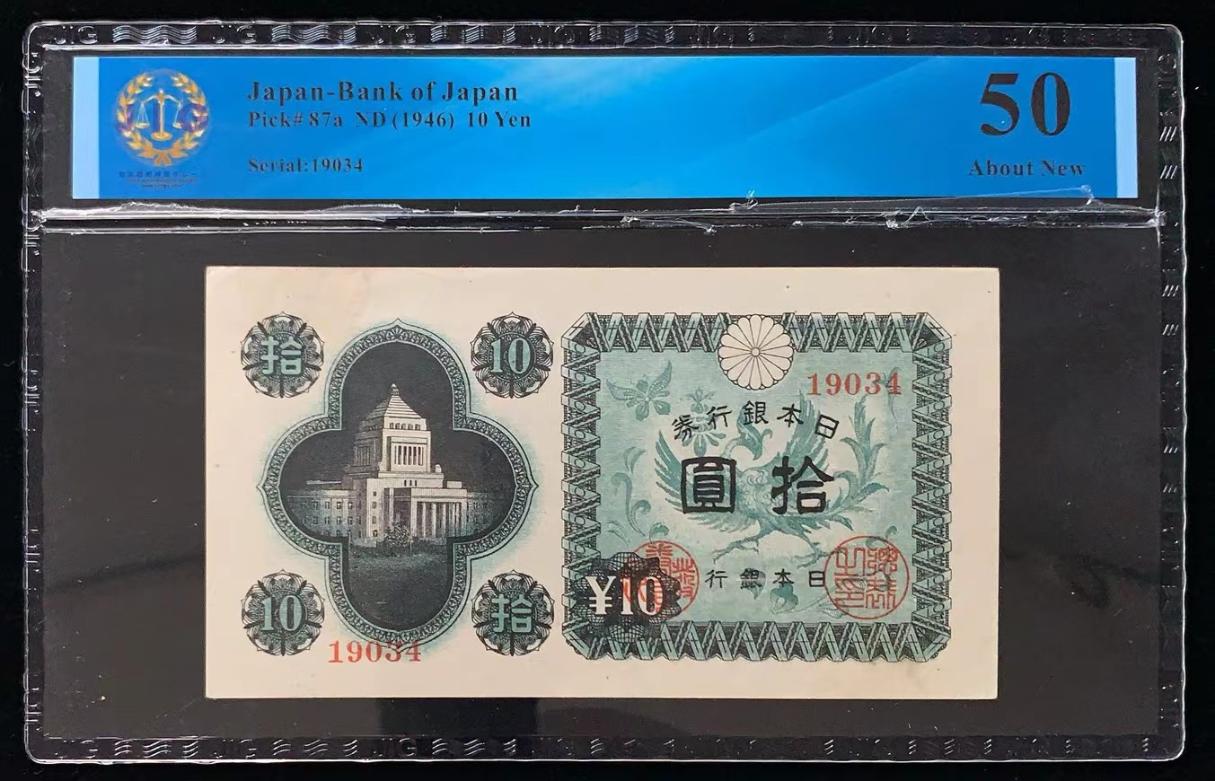 Japan-Bank of Japan
Pick# 87a ND (1946) 10 Yen
Serial:19034
50
About New
拾
10
19034
日本銀行券
拾圓
日本銀行
¥10
10
拾
19034